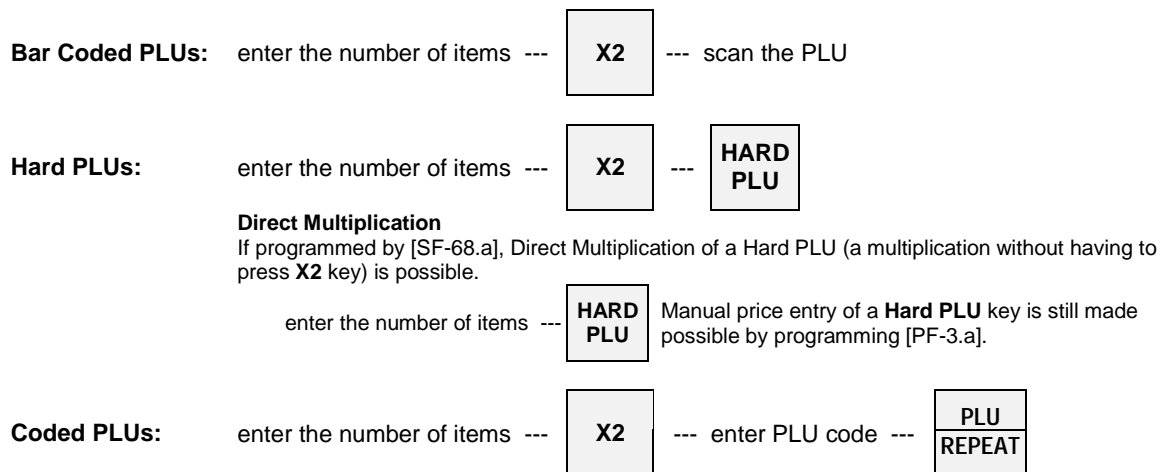 Bar Coded PLUs: enter the number of items --- X2 --- scan the PLU
Hard PLUs: enter the number of items --- X2 --- HARD PLU
Direct Multiplication
If programmed by [SF-68.a], Direct Multiplication of a Hard PLU (a multiplication without having to
press X2 key) is possible.
enter the number of items --- HARD PLU Manual price entry of a Hard PLU key is still made
possible by programming [PF-3.a].
Coded PLUs: enter the number of items --- X2 --- enter PLU code --- PLU
REPEAT